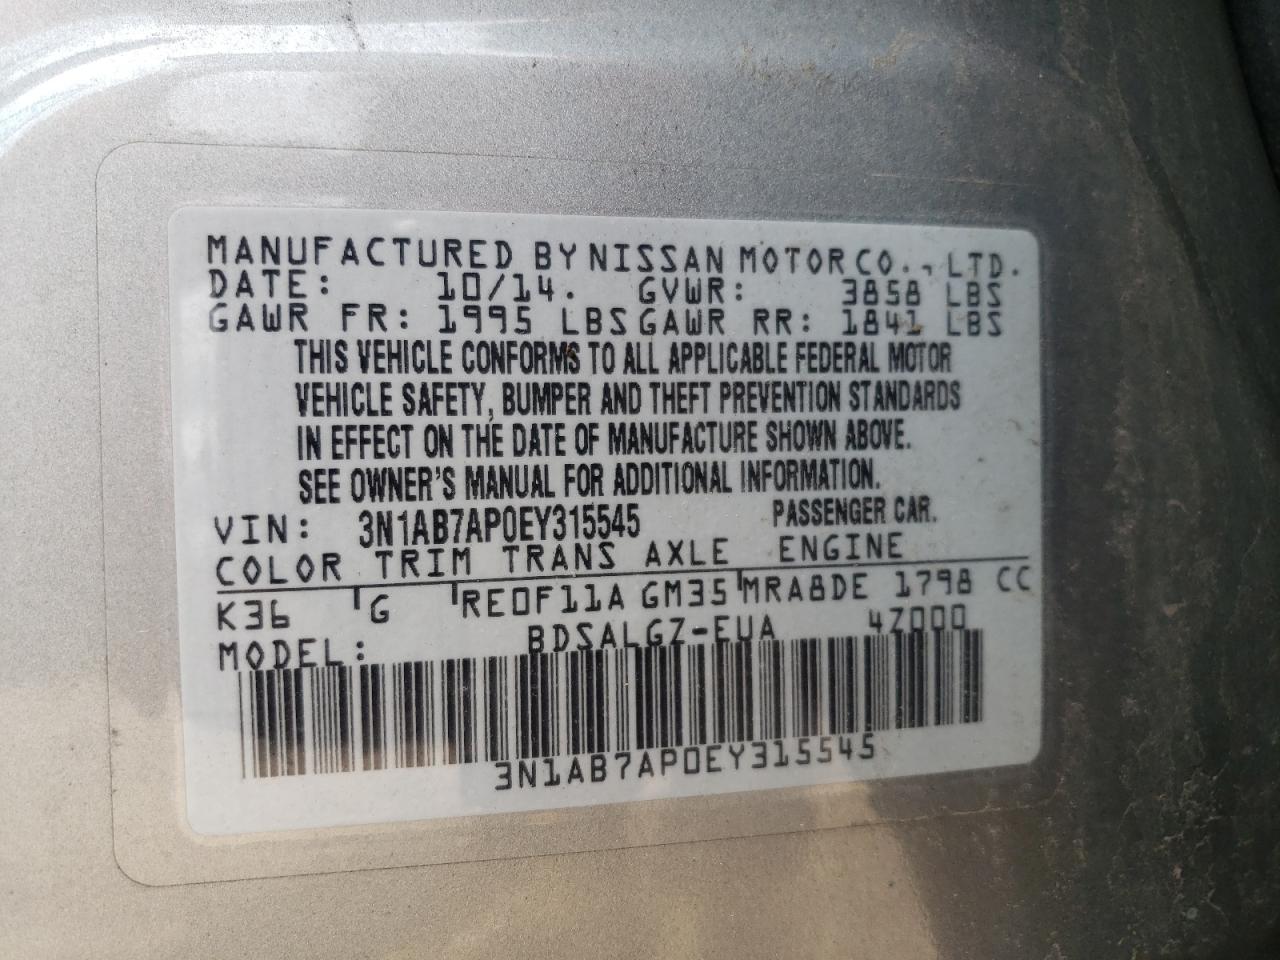 MANUFACTURED BY NISSAN MOTOR CO., LTD.
DATE: 10/14. GVWR: 3858 LBS
GAWR FR: 1995 LBS GAWR RR: 1841 LBS
THIS VEHICLE CONFORMS TO ALL APPLICABLE FEDERAL MOTOR
VEHICLE SAFETY, BUMPER AND THEFT PREVENTION STANDARDS
IN EFFECT ON THE DATE OF MANUFACTURE SHOWN ABOVE.
SEE OWNER'S MANUAL FOR ADDITIONAL INFORMATION.
VIN: 3N1AB7AP0EY315545 PASSENGER CAR.
COLOR TRIM TRANS AXLE ENGINE
K36 G RE0F11A GM35 MRA8DE 1798 CC
MODEL: BDSALGZ-EUA 4Z000
3N1AB7AP0EY315545